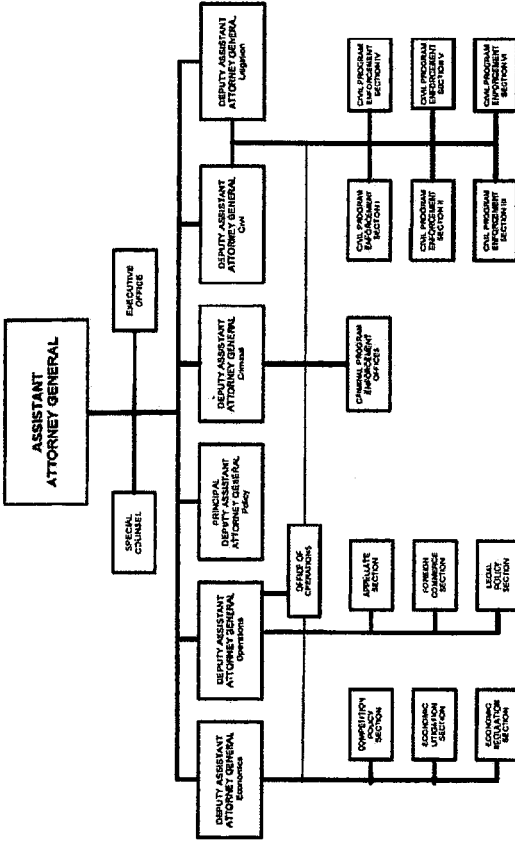 ASSISTANT
ATTORNEY GENERAL
SPECIAL
COUNSEL
EXECUTIVE
OFFICE
DEPUTY ASSISTANT
ATTORNEY GENERAL
Economics
DEPUTY ASSISTANT
ATTORNEY GENERAL
Operations
PRINCIPAL
DEPUTY ASSISTANT
ATTORNEY GENERAL
Policy
DEPUTY ASSISTANT
ATTORNEY GENERAL
Criminal
DEPUTY ASSISTANT
ATTORNEY GENERAL
Civil
DEPUTY ASSISTANT
ATTORNEY GENERAL
Litigation
OFFICE OF
OPERATIONS
COMPETITION
POLICY
SECTION
ECONOMIC
LITIGATION
SECTION
ECONOMIC
REGULATION
SECTION
APPELLATE
SECTION
FOREIGN
COMMERCE
SECTION
LEGAL
POLICY
SECTION
CRIMINAL PROGRAM
ENFORCEMENT
OFFICES
CIVIL PROGRAM
ENFORCEMENT
SECTION I
CIVIL PROGRAM
ENFORCEMENT
SECTION II
CIVIL PROGRAM
ENFORCEMENT
SECTION III
CIVIL PROGRAM
ENFORCEMENT
SECTION IV
CIVIL PROGRAM
ENFORCEMENT
SECTION V
CIVIL PROGRAM
ENFORCEMENT
SECTION VI